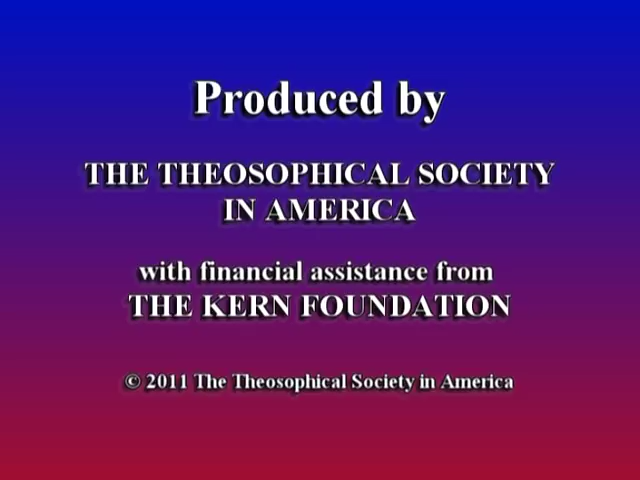 Produced by
THE THEOSOPHICAL SOCIETY
IN AMERICA
with financial assistance from
THE KERN FOUNDATION
© 2011 The Theosophical Society in America